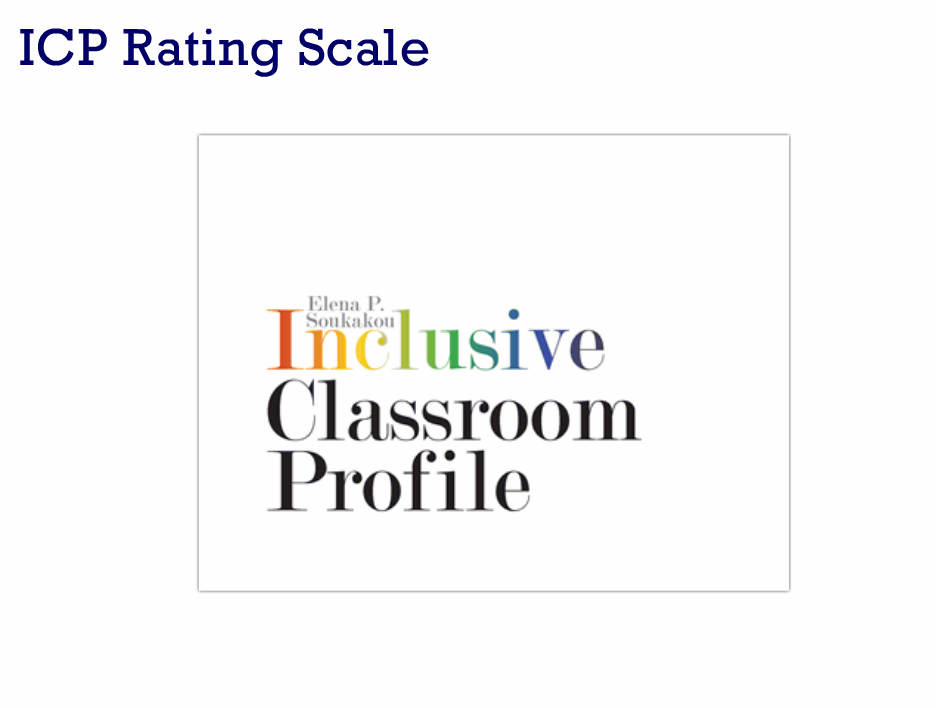 ICP Rating Scale
Elena P.
Soukakou
Inclusive
Classroom
Profile